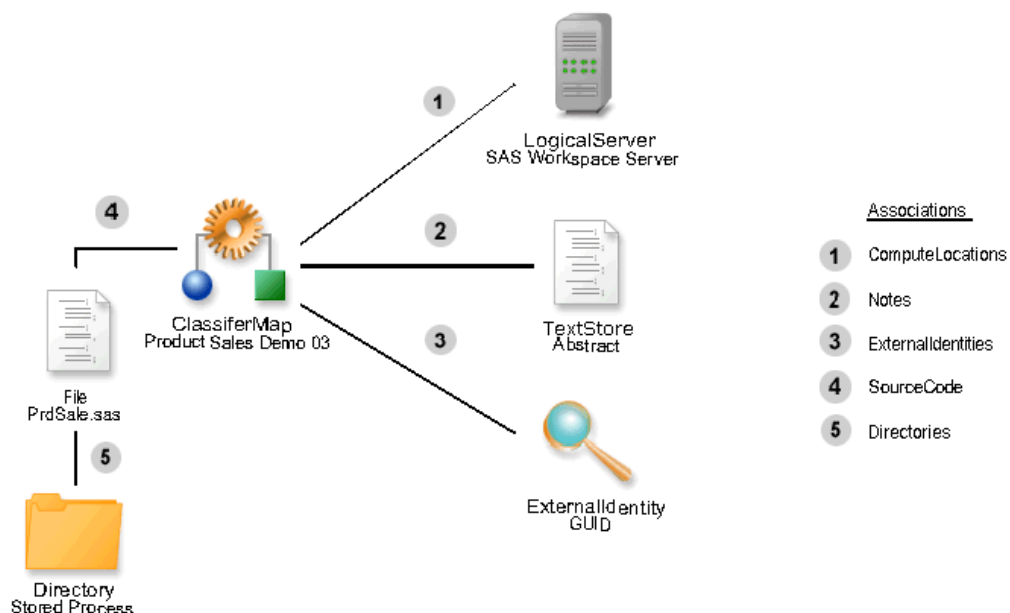 1
LogicalServer
SAS Workspace Server
4
2
Associations
1 ComputeLocations
2 Notes
3 ExternalIdentities
4 SourceCode
5 Directories
ClassiferMap
Product Sales Demo 03
TextStore
Abstract
3
File
PrdSale.sas
5
ExternalIdentity
GUID
Directory
Stored Process